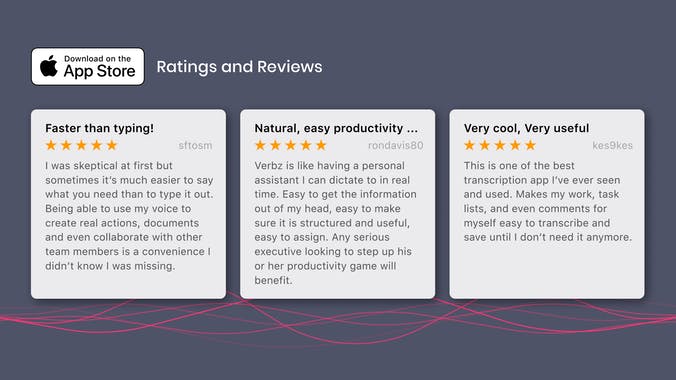 Download on the
App Store
Ratings and Reviews
Faster than typing!
sftosm
I was skeptical at first but
sometimes it's much easier to say
what you need than to type it out.
Being able to use my voice to
create real actions, documents
and even collaborate with other
team members is a convenience I
didn't know I was missing.
Natural, easy productivity ...
rondavis80
Verbz is like having a personal
assistant I can dictate to in real
time. Easy to get the information
out of my head, easy to make
sure it is structured and useful,
easy to assign. Any serious
executive looking to step up his
or her productivity game will
benefit.
Very cool, Very useful
kes9kes
This is one of the best
transcription app I've ever seen
and used. Makes my work, task
lists, and even comments for
myself easy to transcribe and
save until I don't need it anymore.